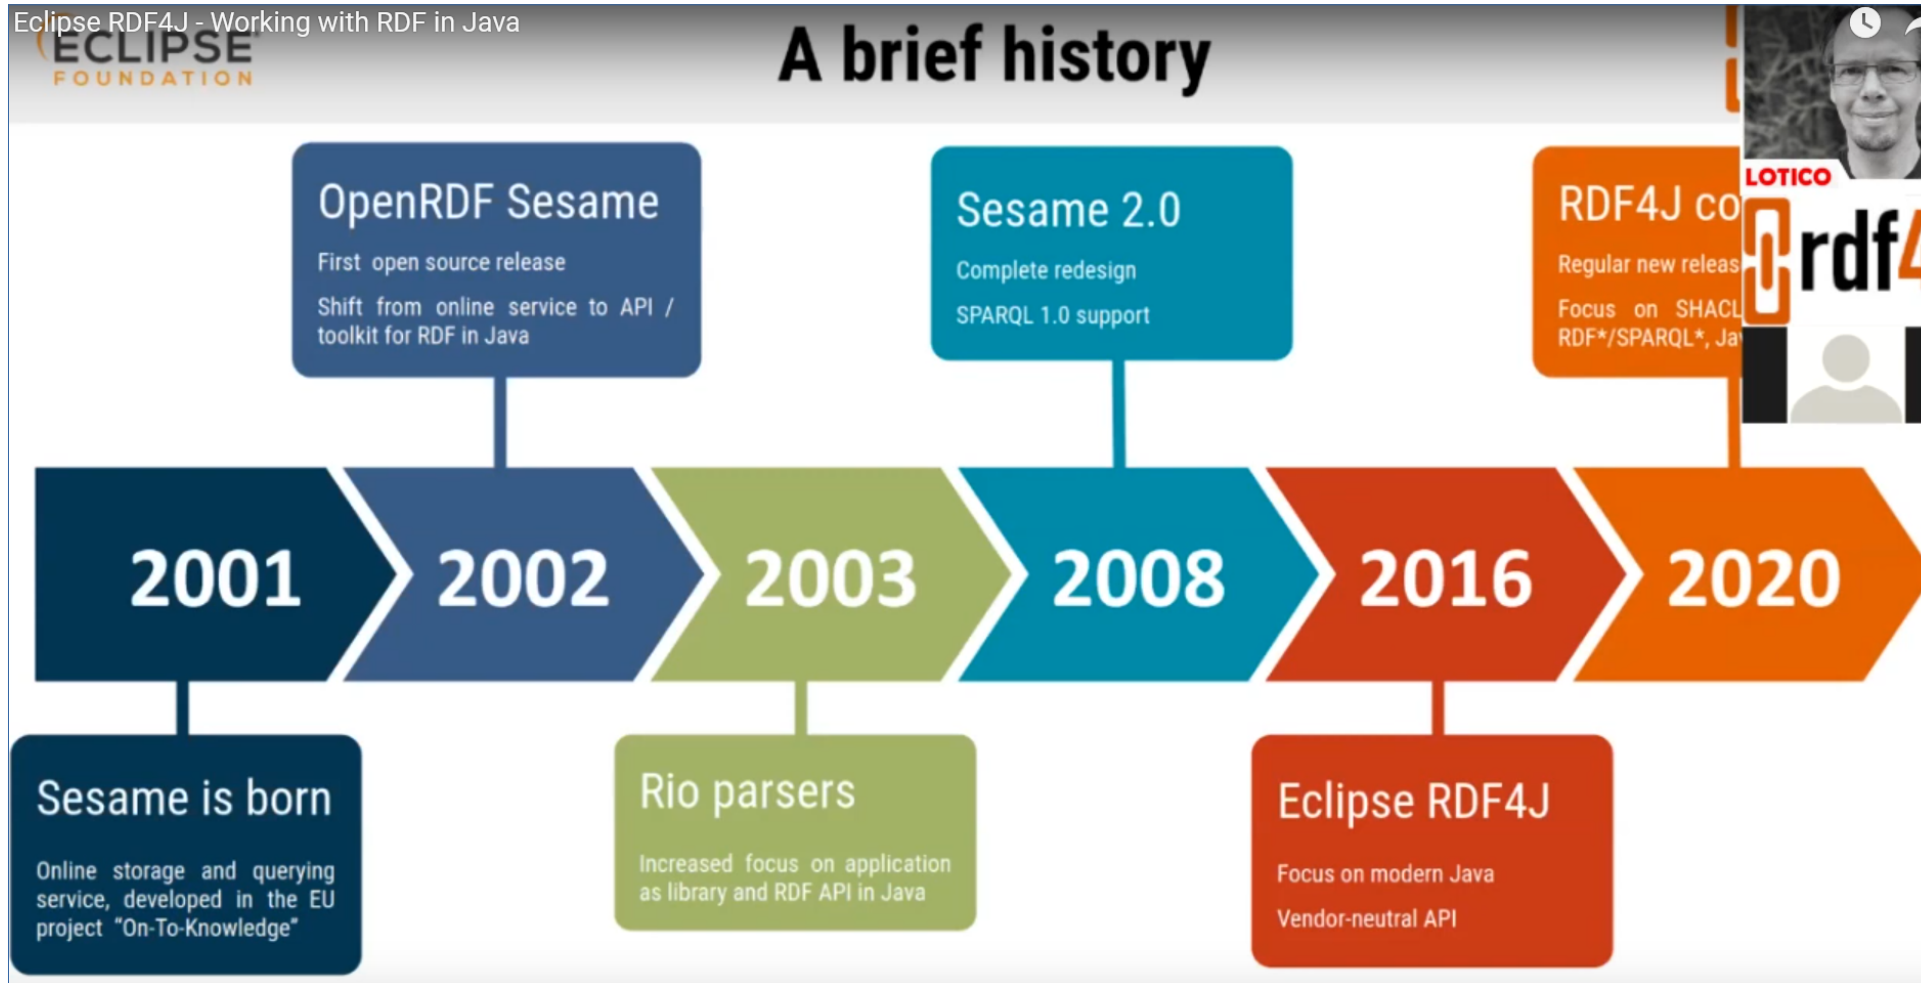 Eclipse RDF4J - Working with RDF in Java
ECLIPSE
FOUNDATION
A brief history
OpenRDF Sesame
First open source release
Shift from online service to API /
toolkit for RDF in Java
Sesame 2.0
Complete redesign
SPARQL 1.0 support
RDF4J co
Regular new releas
Focus on SHACL
RDF*/SPARQL*, Ja
LOTICO
rdf4
2001
2002
2003
2008
2016
2020
Sesame is born
Online storage and querying
service, developed in the EU
project “On-To-Knowledge”
Rio parsers
Increased focus on application
as library and RDF API in Java
Eclipse RDF4J
Focus on modern Java
Vendor-neutral API